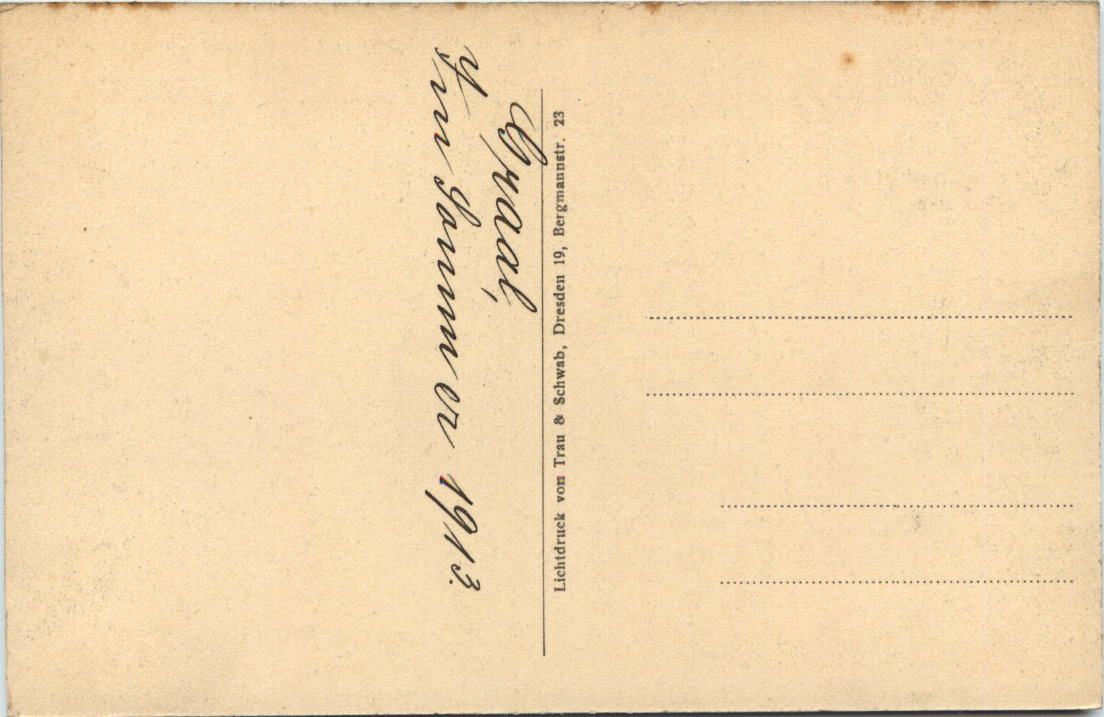 Graal,
Im Sommer 1913.
Lichtdruck von Trau & Schwab, Dresden 19, Bergmannstr. 23